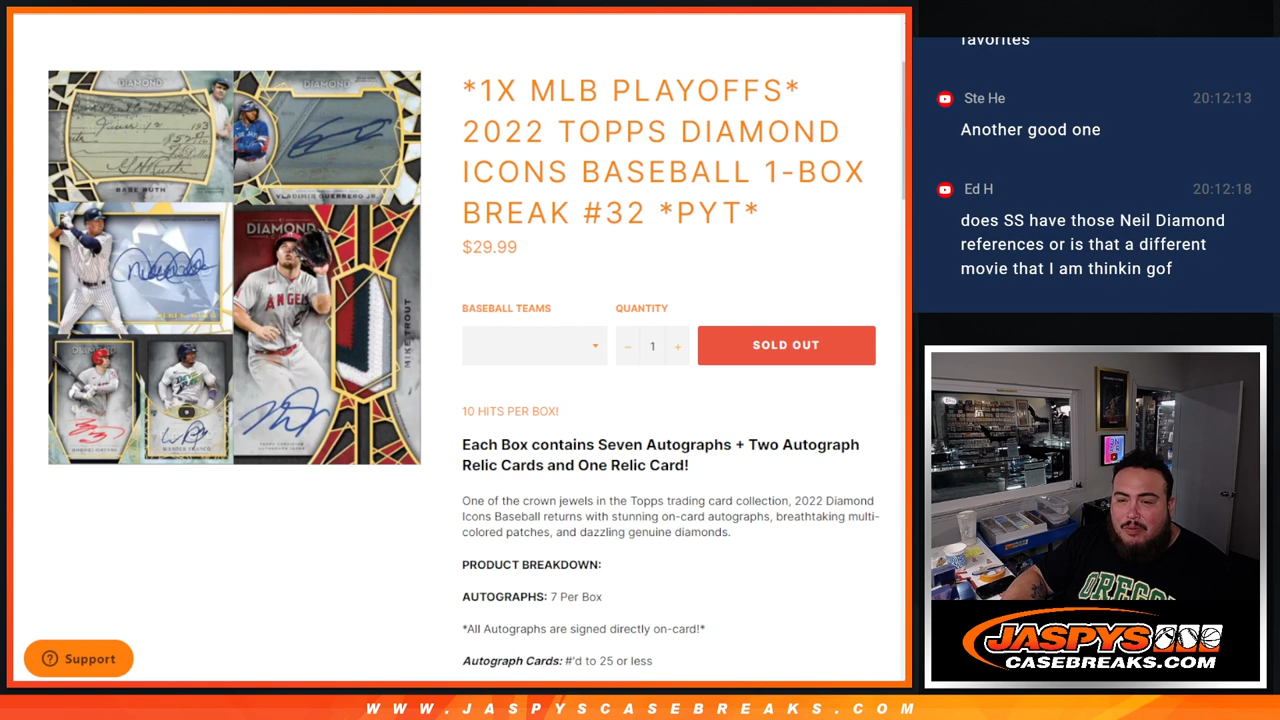 *1X MLB PLAYOFFS*
2022 TOPPS DIAMOND
ICONS BASEBALL 1-BOX
BREAK #32 *PYT*
$29.99
BASEBALL TEAMS
QUANTITY
− 1 +
SOLD OUT
10 HITS PER BOX!
Each Box contains Seven Autographs + Two Autograph
Relic Cards and One Relic Card!
One of the crown jewels in the Topps trading card collection, 2022 Diamond
Icons Baseball returns with stunning on-card autographs, breathtaking multi-
colored patches, and dazzling genuine diamonds.
PRODUCT BREAKDOWN:
AUTOGRAPHS: 7 Per Box
*All Autographs are signed directly on-card!*
Autograph Cards: #'d to 25 or less
DIAMOND
DIAMOND
BABE RUTH
VLADIMIR GUERRERO JR.
DIAMOND
ANGELS
MIKE TROUT
Support
favorites
Ste He
20:12:13
Another good one
Ed H
20:12:18
does SS have those Neil Diamond
references or is that a different
movie that I am thinkin gof
OREGO
JASPYS
CASEBREAKS.COM
WWW.JASPYSCASEBREAKS.COM